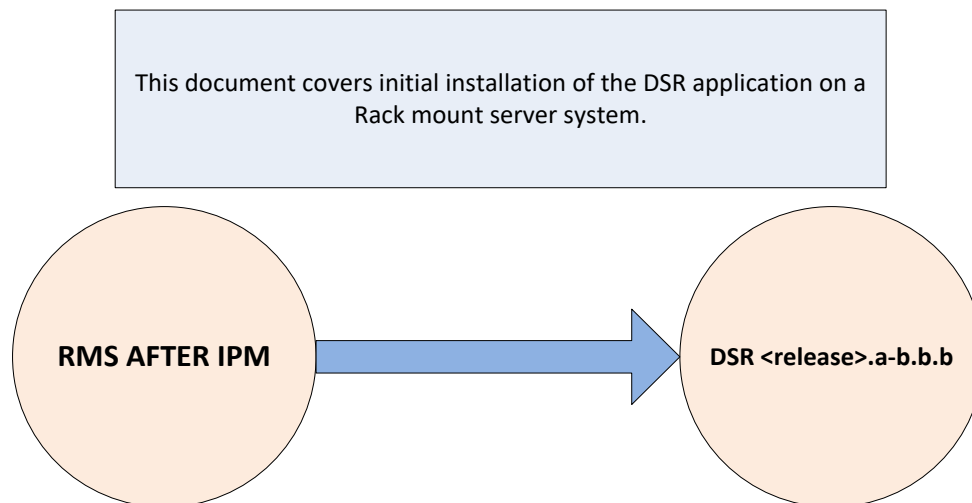 This document covers initial installation of the DSR application on a
Rack mount server system.
RMS AFTER IPM
DSR <release>.a-b.b.b